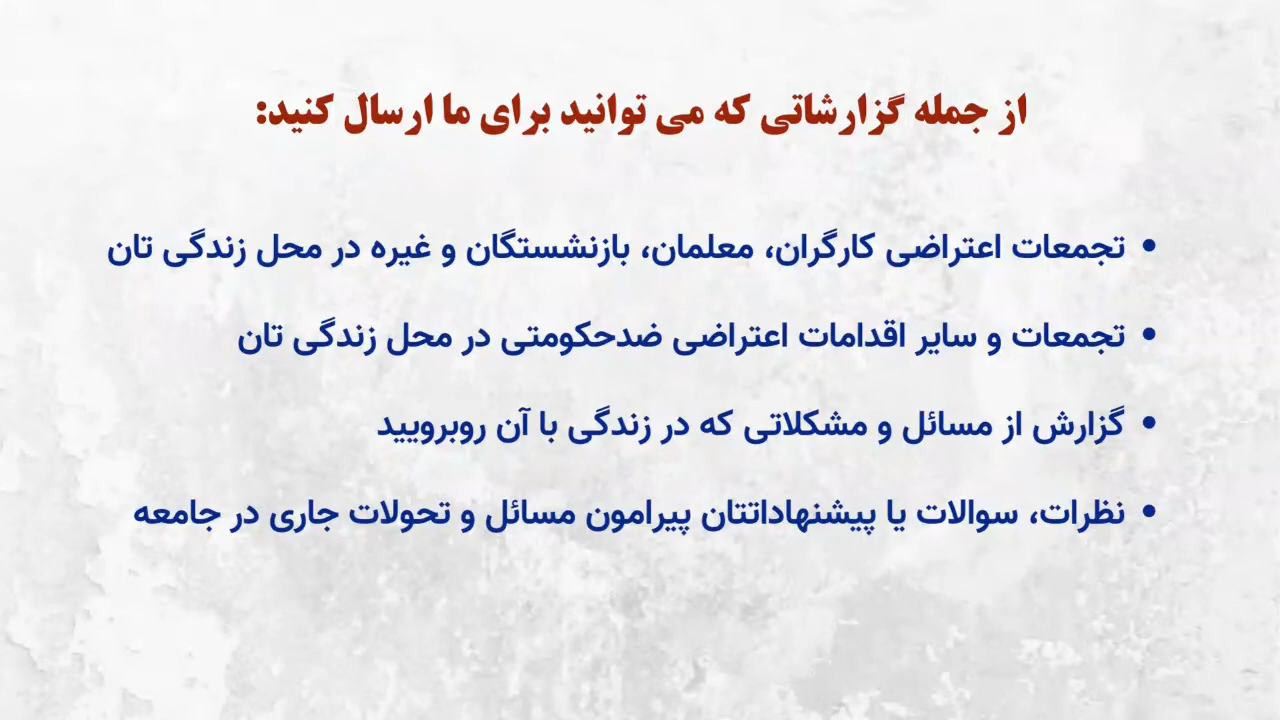 از جمله گزارشاتی که می توانید برای ما ارسال کنید:
• تجمعات اعتراضی کارگران، معلمان، بازنشستگان و غیره در محل زندگی تان
• تجمعات و سایر اقدامات اعتراضی ضدحکومتی در محل زندگی تان
• گزارش از مسائل و مشکلاتی که در زندگی با آن روبرویید
• نظرات، سوالات یا پیشنهاداتتان پیرامون مسائل و تحولات جاری در جامعه